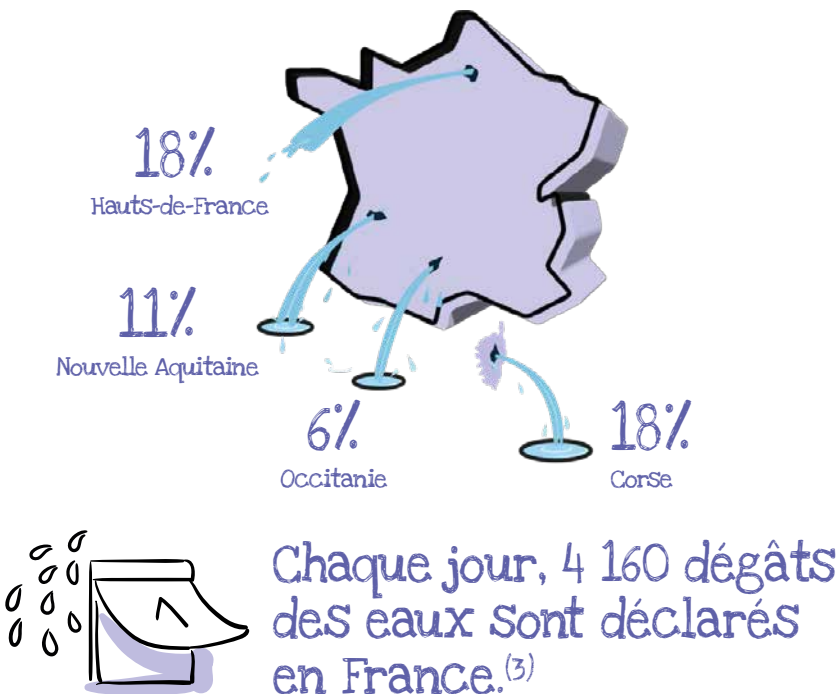 18%
Hauts-de-France
11%
Nouvelle Aquitaine
6%
Occitanie
18%
Corse
Chaque jour, 4 160 dégâts
des eaux sont déclarés
en France.(3)